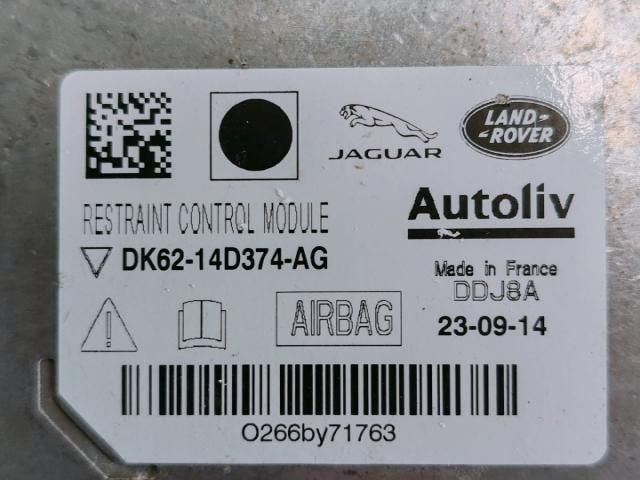 JAGUAR
LAND-
-ROVER
RESTRAINT CONTROL MODULE
Autoliv
DK62-14D374-AG
Made in France
DDJ8A
AIRBAG
23-09-14
O266by71763